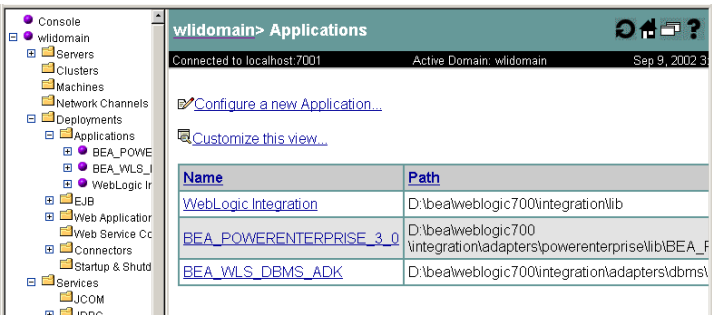 Console
wlidomain
Servers
Clusters
Machines
Network Channels
Deployments
Applications
BEA_POWE
BEA_WLS_I
WebLogic Ir
EJB
Web Applicatior
Web Service Cc
Connectors
Startup & Shutd
Services
JCOM
JDBC
wlidomain> Applications
Connected to localhost:7001 Active Domain: wlidomain Sep 9, 2002 3:
Configure a new Application...
Customize this view...
Name Path
WebLogic Integration D:\bea\weblogic700\integration\lib
BEA_POWERENTERPRISE_3_0 D:\bea\weblogic700
\integration\adapters\powerenterprise\lib\BEA_F
BEA_WLS_DBMS_ADK D:\bea\weblogic700\integration\adapters\dbms\